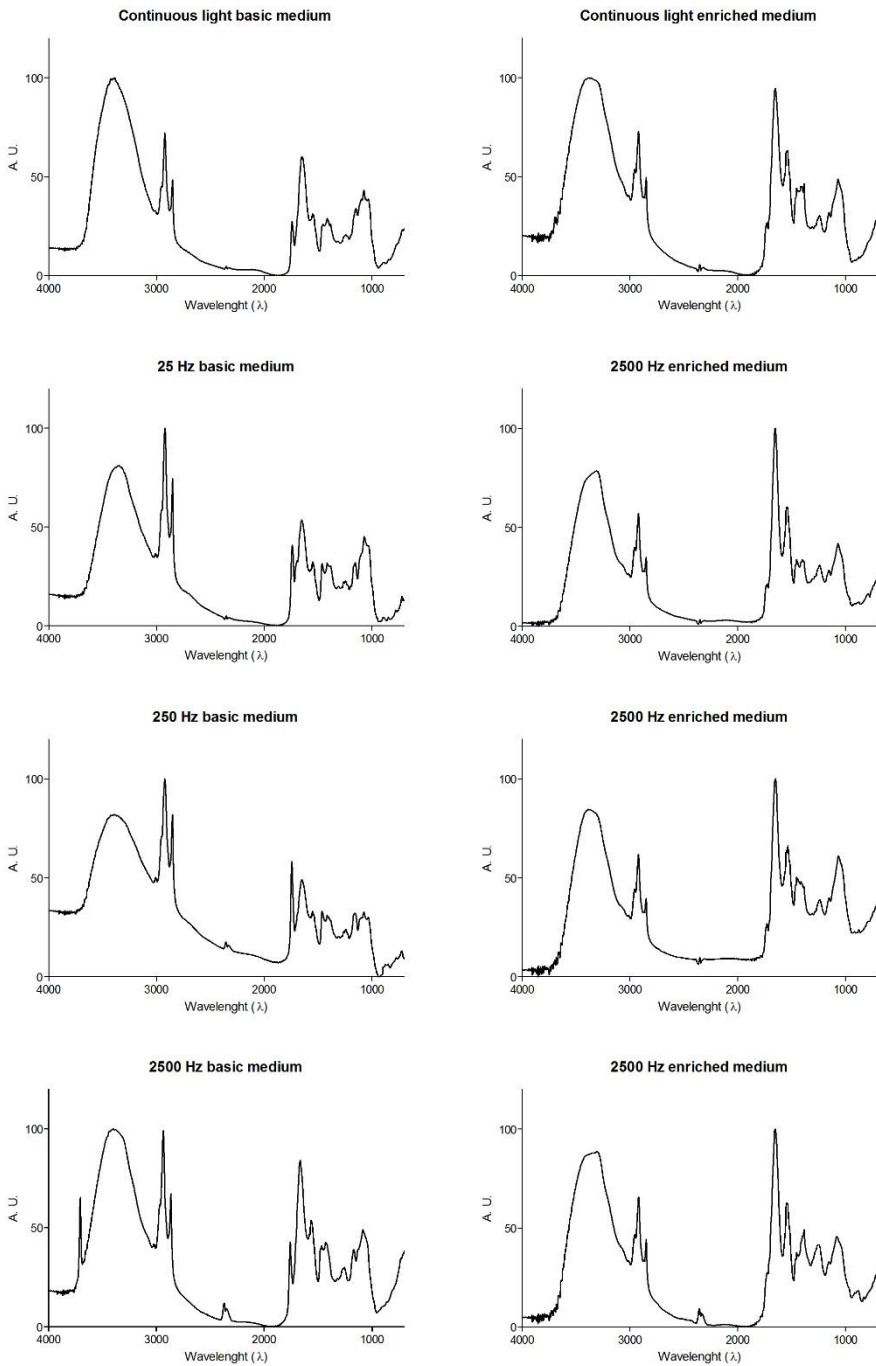 Continuous light basic medium
100
50
0
A. U.
4000 3000 2000 1000
Wavelenght (λ)
Continuous light enriched medium
100
50
0
A. U.
4000 3000 2000 1000
Wavelenght (λ)
25 Hz basic medium
100
50
0
A. U.
4000 3000 2000 1000
Wavelenght (λ)
2500 Hz enriched medium
100
50
0
A. U.
4000 3000 2000 1000
Wavelenght (λ)
250 Hz basic medium
100
50
0
A. U.
4000 3000 2000 1000
Wavelenght (λ)
2500 Hz enriched medium
100
50
0
A. U.
4000 3000 2000 1000
Wavelenght (λ)
2500 Hz basic medium
100
50
0
A. U.
4000 3000 2000 1000
Wavelenght (λ)
2500 Hz enriched medium
100
50
0
A. U.
4000 3000 2000 1000
Wavelenght (λ)